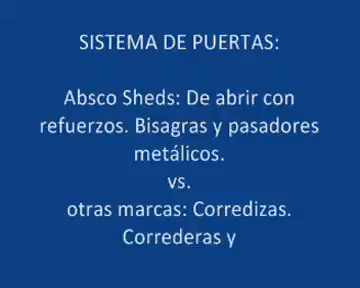 SISTEMA DE PUERTAS:
Absco Sheds: De abrir con
refuerzos. Bisagras y pasadores
metálicos.
vs.
otras marcas: Corredizas.
Correderas y